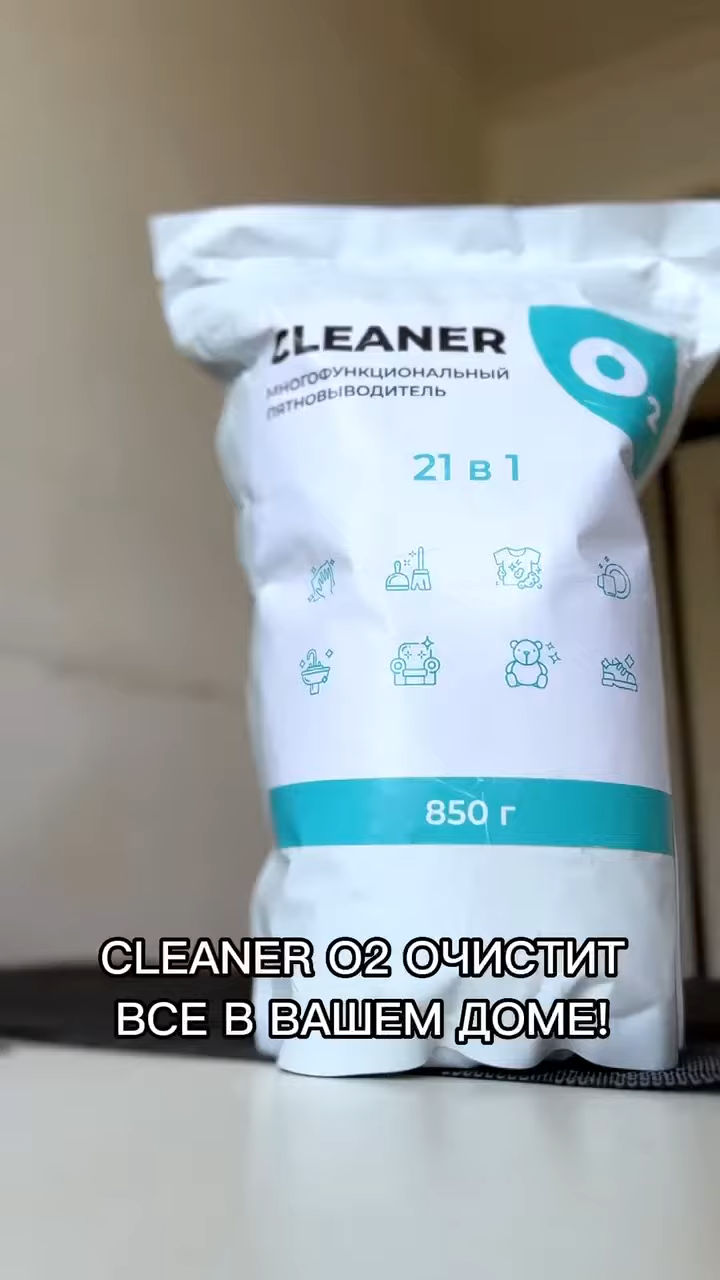 CLEANER
МНОГОФУНКЦИОНАЛЬНЫЙ
ПЯТНОВЫВОДИТЕЛЬ
O2
21 в 1
850 г
CLEANER O2 ОЧИСТИТ
ВСЕ В ВАШЕМ ДОМЕ!